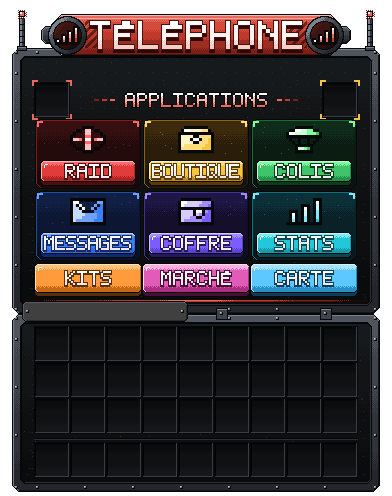 TÉLÉPHONE
--- APPLICATIONS ---
RAID BOUTIQUE COLIS
MESSAGES COFFRE STATS
KITS MARCHÉ CARTE